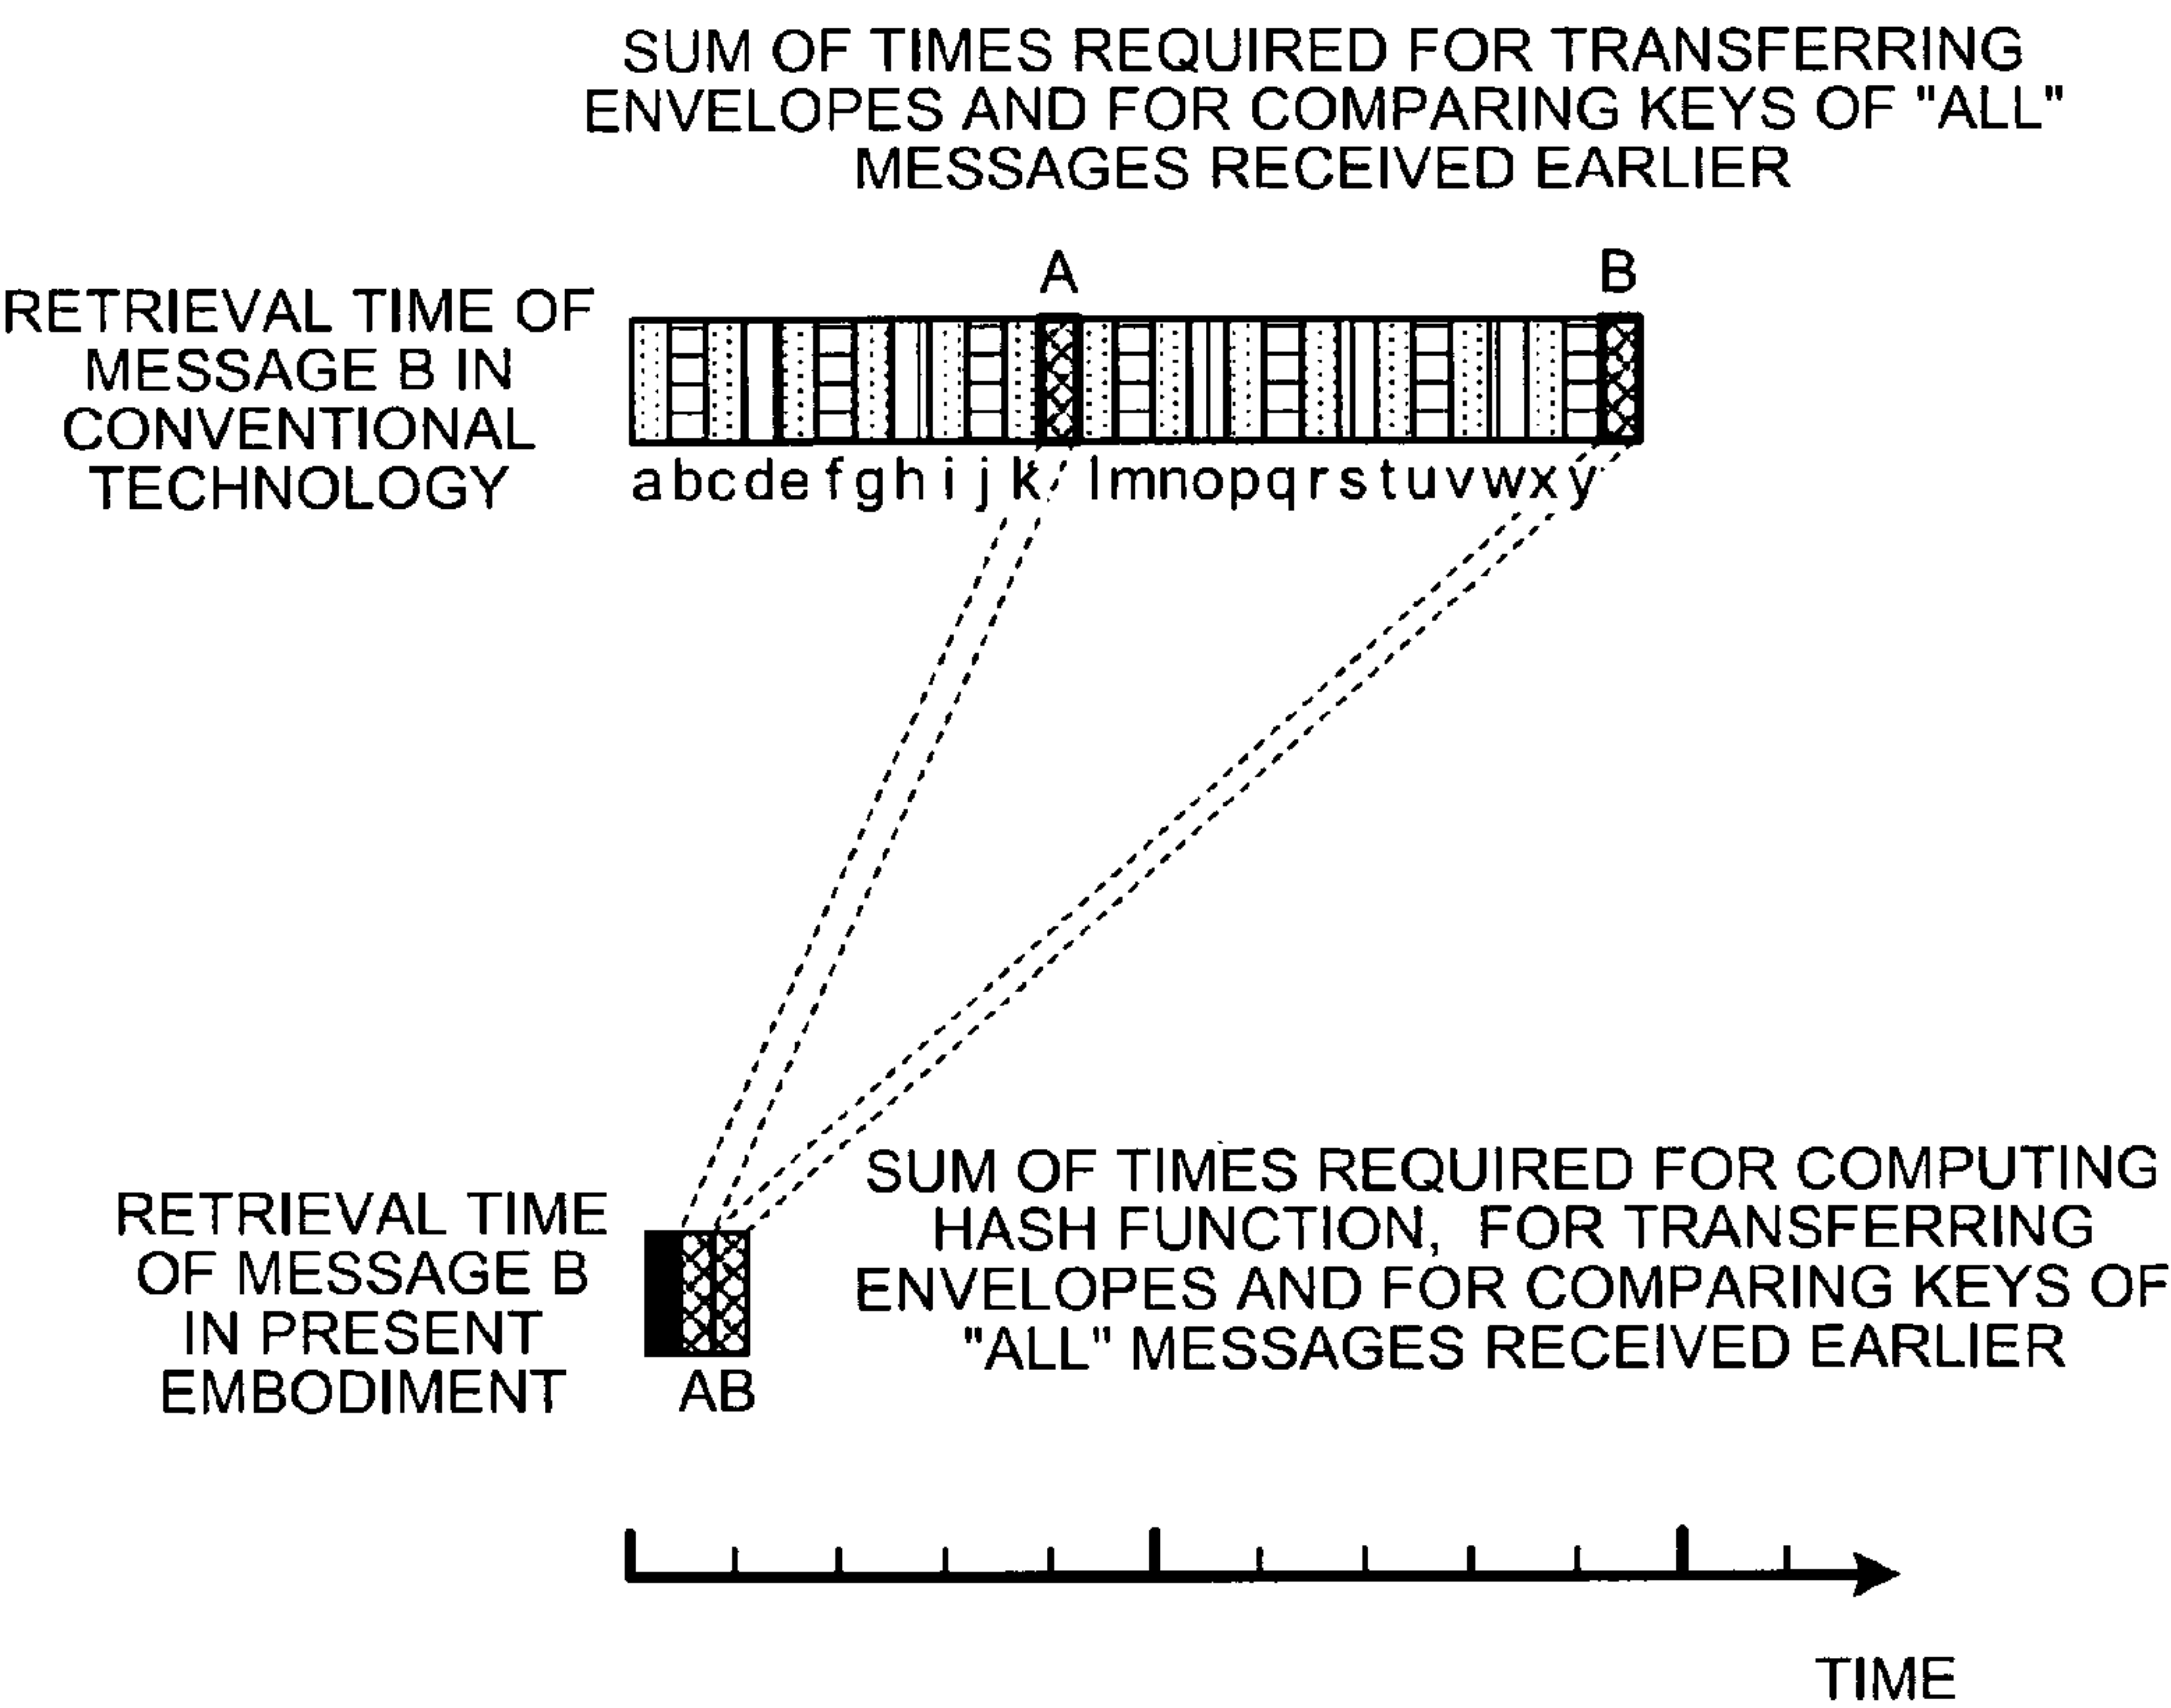 SUM OF TIMES REQUIRED FOR TRANSFERRING
ENVELOPES AND FOR COMPARING KEYS OF "ALL"
MESSAGES RECEIVED EARLIER
A
B
RETRIEVAL TIME OF
MESSAGE B IN
CONVENTIONAL
TECHNOLOGY
abcdefghijk lmnopqrstuvwxy
RETRIEVAL TIME
OF MESSAGE B
IN PRESENT
EMBODIMENT
AB
SUM OF TIMES REQUIRED FOR COMPUTING
HASH FUNCTION, FOR TRANSFERRING
ENVELOPES AND FOR COMPARING KEYS OF
"ALL" MESSAGES RECEIVED EARLIER
TIME